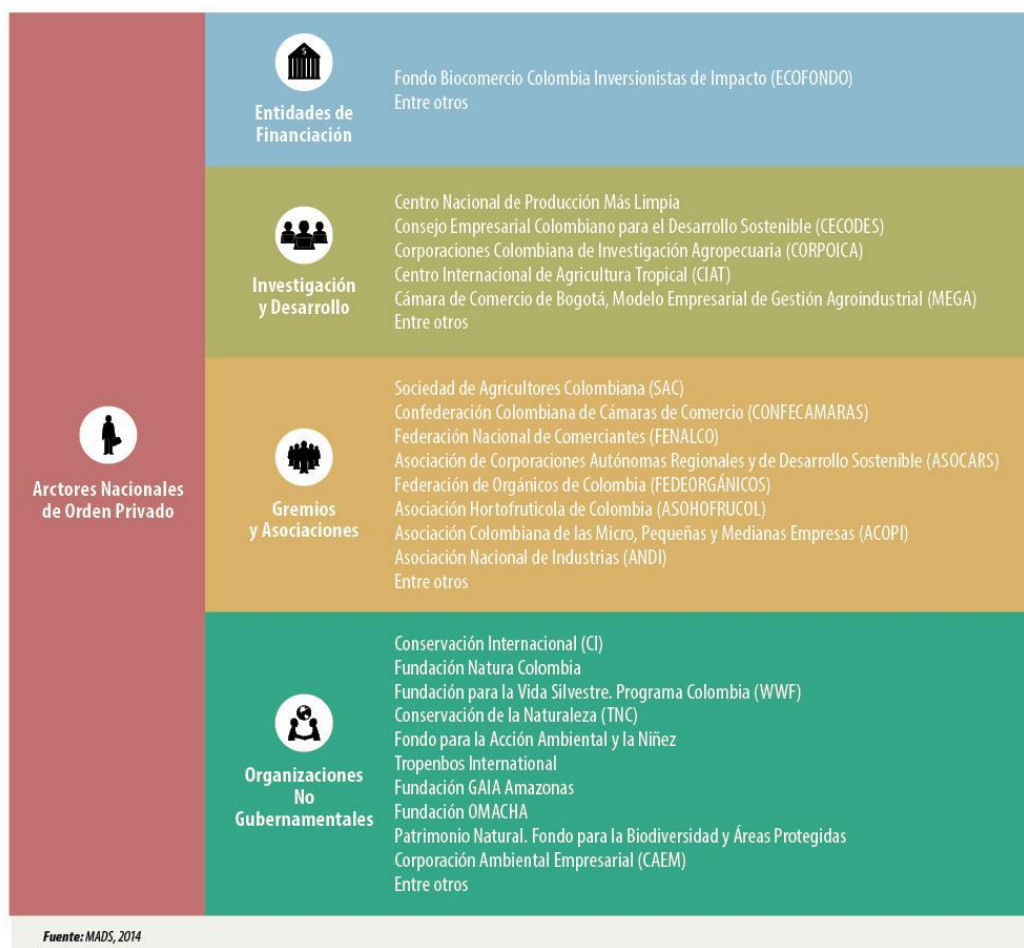 Arctores Nacionales
de Orden Privado
Entidades de
Financiación
Fondo Biocomercio Colombia Inversionistas de Impacto (ECOFONDO)
Entre otros
Investigación
y Desarrollo
Centro Nacional de Producción Más Limpia
Consejo Empresarial Colombiano para el Desarrollo Sostenible (CECODES)
Corporaciones Colombiana de Investigación Agropecuaria (CORPOICA)
Centro Internacional de Agricultura Tropical (CIAT)
Cámara de Comercio de Bogotá, Modelo Empresarial de Gestión Agroindustrial (MEGA)
Entre otros
Gremios
y Asociaciones
Sociedad de Agricultores Colombiana (SAC)
Confederación Colombiana de Cámaras de Comercio (CONFECAMARAS)
Federación Nacional de Comerciantes (FENALCO)
Asociación de Corporaciones Autónomas Regionales y de Desarrollo Sostenible (ASOCARS)
Federación de Orgánicos de Colombia (FEDEORGÁNICOS)
Asociación Hortofruticola de Colombia (ASOHOFRUCOL)
Asociación Colombiana de las Micro, Pequeñas y Medianas Empresas (ACOPI)
Asociación Nacional de Industrias (ANDI)
Entre otros
Organizaciones
No
Gubernamentales
Conservación Internacional (CI)
Fundación Natura Colombia
Fundación para la Vida Silvestre. Programa Colombia (WWF)
Conservación de la Naturaleza (TNC)
Fondo para la Acción Ambiental y la Niñez
Tropenbos International
Fundación GAIA Amazonas
Fundación OMACHA
Patrimonio Natural. Fondo para la Biodiversidad y Áreas Protegidas
Corporación Ambiental Empresarial (CAEM)
Entre otros
Fuente: MADS, 2014